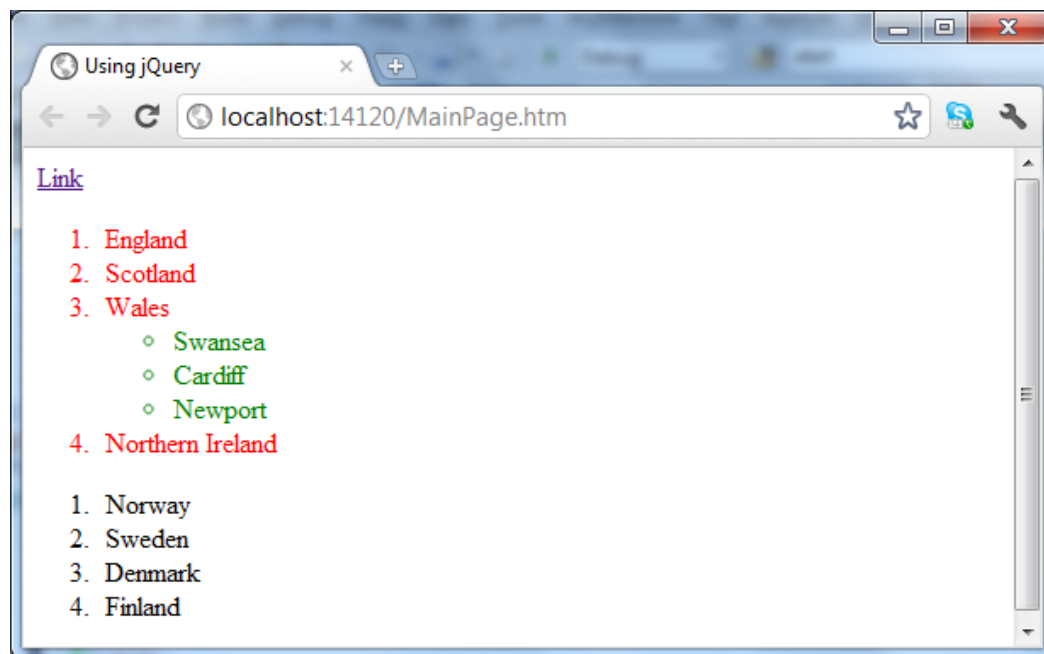 Using jQuery
localhost:14120/MainPage.htm
Link
1. England
2. Scotland
3. Wales
Swansea
Cardiff
Newport
4. Northern Ireland
1. Norway
2. Sweden
3. Denmark
4. Finland